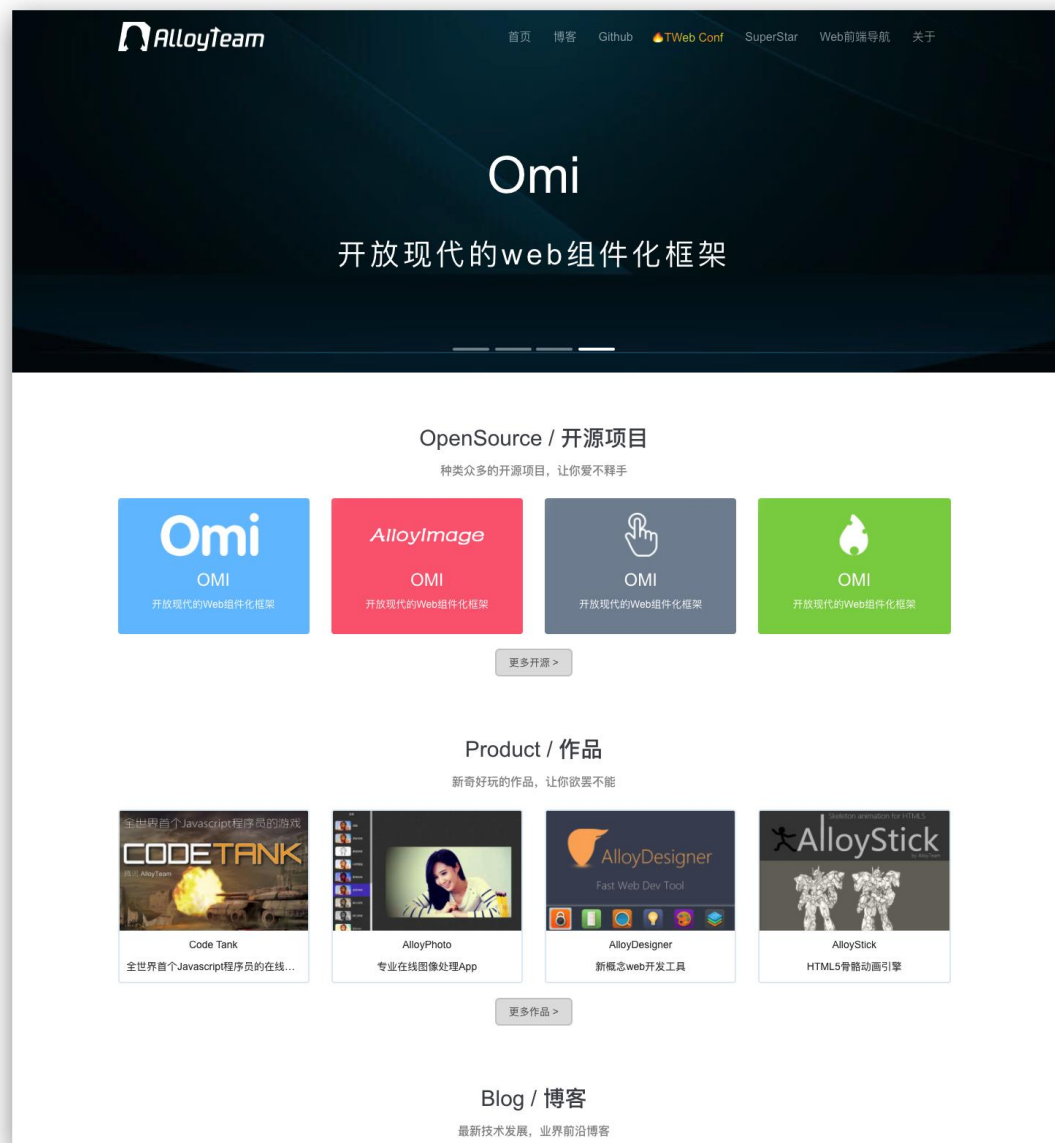 AlloyTeam
首页 博客 Github TWeb Conf SuperStar Web前端导航 关于
Omi
开放现代的web组件化框架
OpenSource / 开源项目
种类众多的开源项目，让你爱不释手
Omi
OMI
开放现代的Web组件化框架
AlloyImage
OMI
开放现代的Web组件化框架
OMI
开放现代的Web组件化框架
OMI
开放现代的Web组件化框架
更多开源 >
Product / 作品
新奇好玩的作品，让你欲罢不能
全世界首个Javascript程序员的游戏
CODETANK
AlloyTeam
Code Tank
全世界首个Javascript程序员的在线...
AlloyPhoto
专业在线图像处理App
AlloyDesigner
Fast Web Dev Tool
AlloyDesigner
新概念web开发工具
Skeleton animation for HTML5
AlloyStick
by AlloyTeam
AlloyStick
HTML5骨骼动画引擎
更多作品 >
Blog / 博客
最新技术发展，业界前沿博客